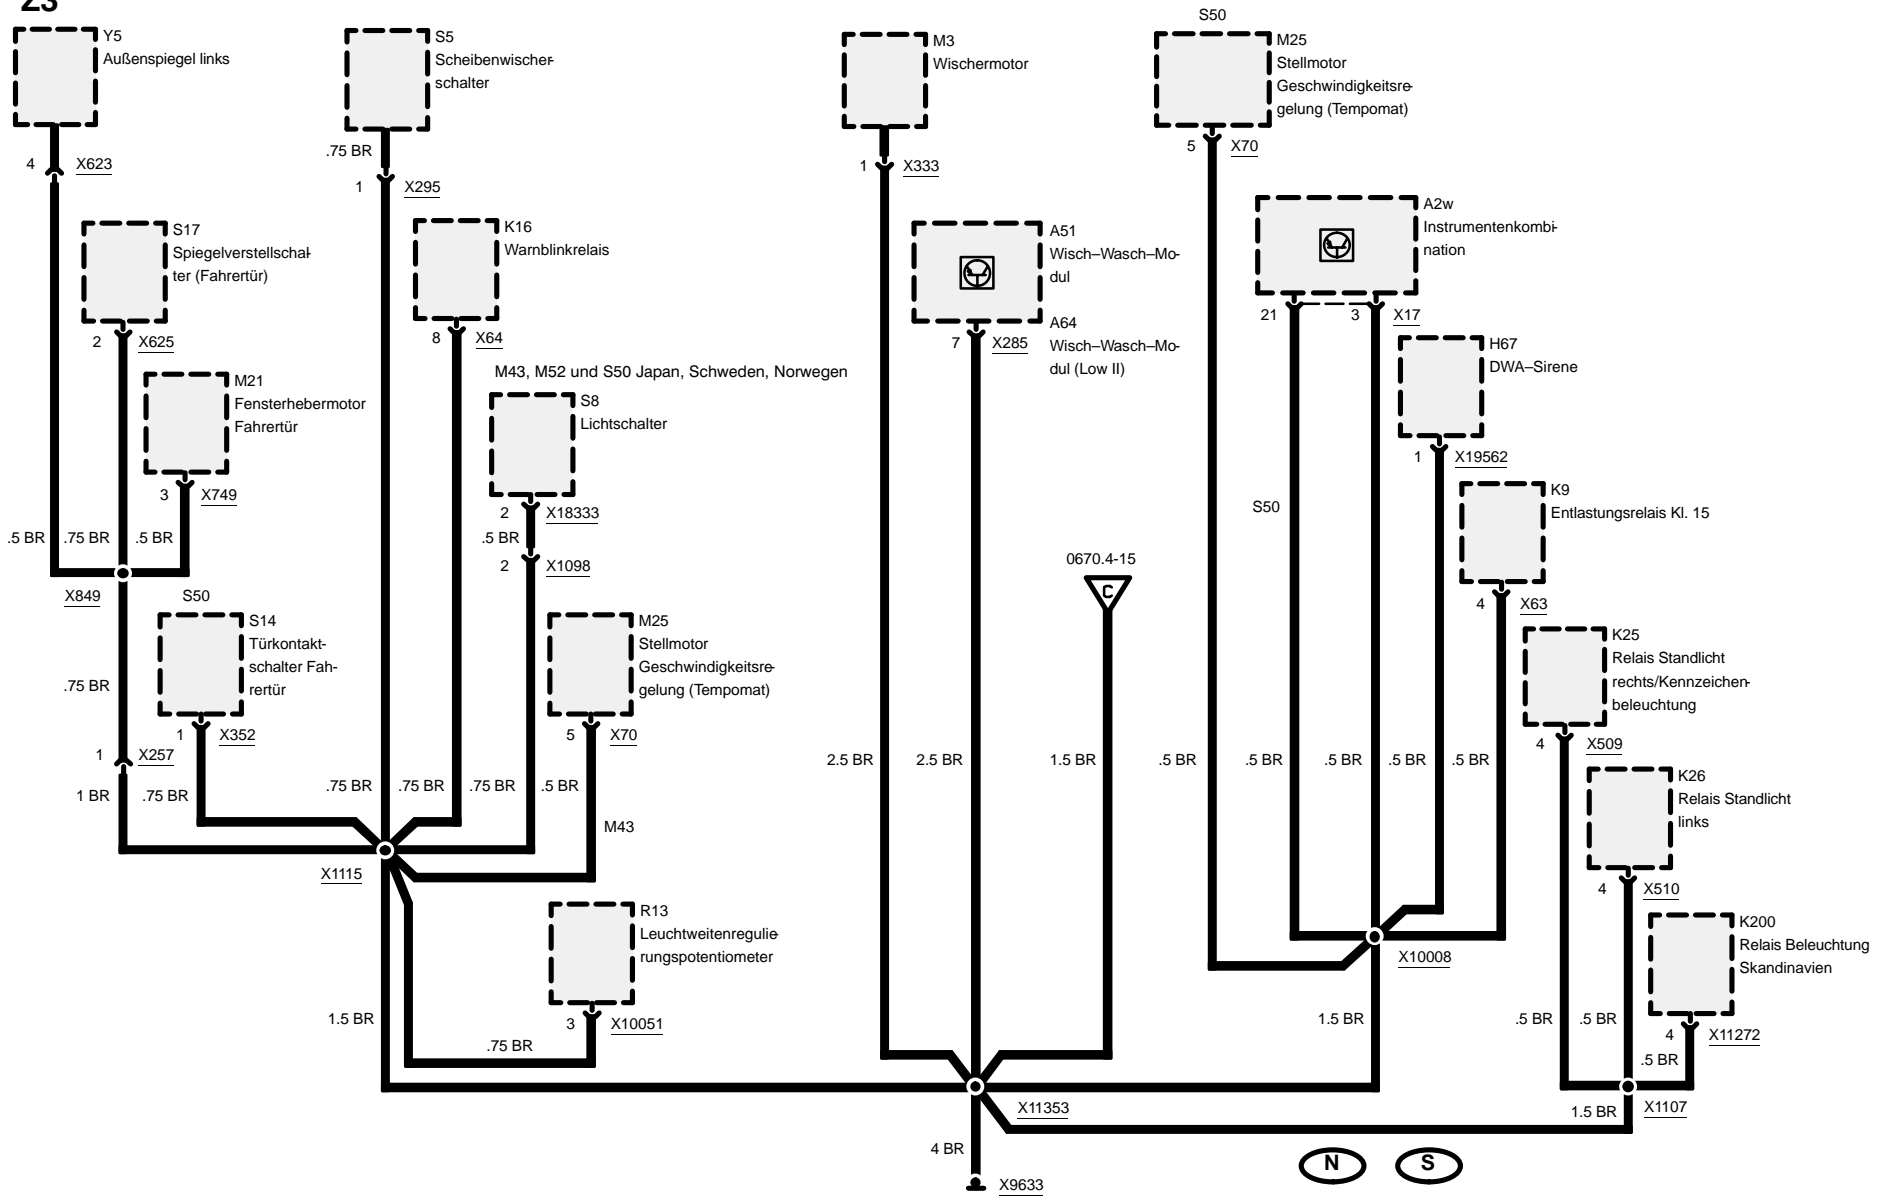 Z3
Y5
Außenspiegel links
4
X623
S17
Spiegelverstellschal-
ter (Fahrertür)
2
X625
M21
Fensterhebermotor
Fahrertür
3
X749
.5 BR
.75 BR
.5 BR
X849
S50
S14
Türkontakt-
schalter Fah-
rertür
.75 BR
1
X352
1
X257
1 BR
.75 BR
S5
Scheibenwischer-
schalter
.75 BR
1
X295
K16
Warnblinkrelais
8
X64
M43, M52 und S50 Japan, Schweden, Norwegen
S8
Lichtschalter
2
X18333
.5 BR
2
X1098
M25
Stellmotor
Geschwindigkeitsre-
gelung (Tempomat)
5
X70
.75 BR
.75 BR
.75 BR
.5 BR
M43
X1115
R13
Leuchtweitenregulie-
rungspotentiometer
3
X10051
1.5 BR
.75 BR
M3
Wischermotor
1
X333
A51
Wisch–Wasch–Mo-
dul
A64
Wisch–Wasch–Mo-
dul (Low II)
7
X285
0670.4-15
C
2.5 BR
2.5 BR
1.5 BR
X11353
4 BR
X9633
S50
M25
Stellmotor
Geschwindigkeitsre-
gelung (Tempomat)
5
X70
A2w
Instrumentenkombi-
nation
21
3
X17
H67
DWA–Sirene
1
X19562
S50
K9
Entlastungsrelais Kl. 15
4
X63
K25
Relais Standlicht
rechts/Kennzeichen-
beleuchtung
4
X509
.5 BR
.5 BR
.5 BR
.5 BR
.5 BR
K26
Relais Standlicht
links
4
X510
K200
Relais Beleuchtung
Skandinavien
4
X11272
X10008
1.5 BR
.5 BR
.5 BR
.5 BR
1.5 BR
X1107
N
S